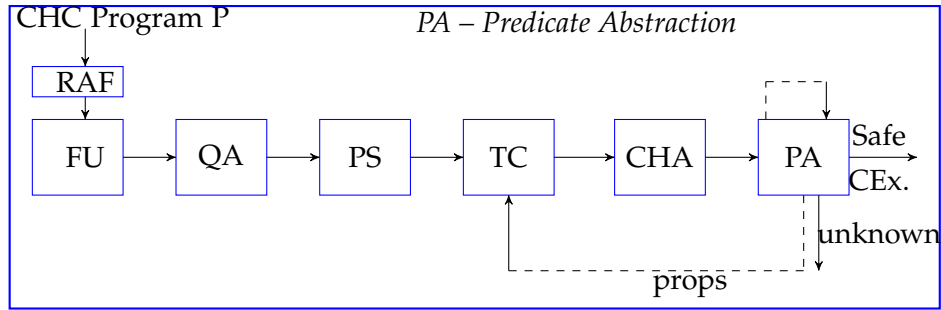 CHC Program P
PA – Predicate Abstraction
RAF
FU
QA
PS
TC
CHA
PA
Safe
CEx.
unknown
props